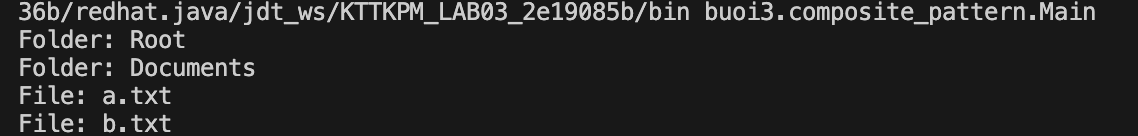 36b/redhat.java/jdt_ws/KTTKPM_LAB03_2e19085b/bin buoi3.composite_pattern.Main
Folder: Root
Folder: Documents
File: a.txt
File: b.txt